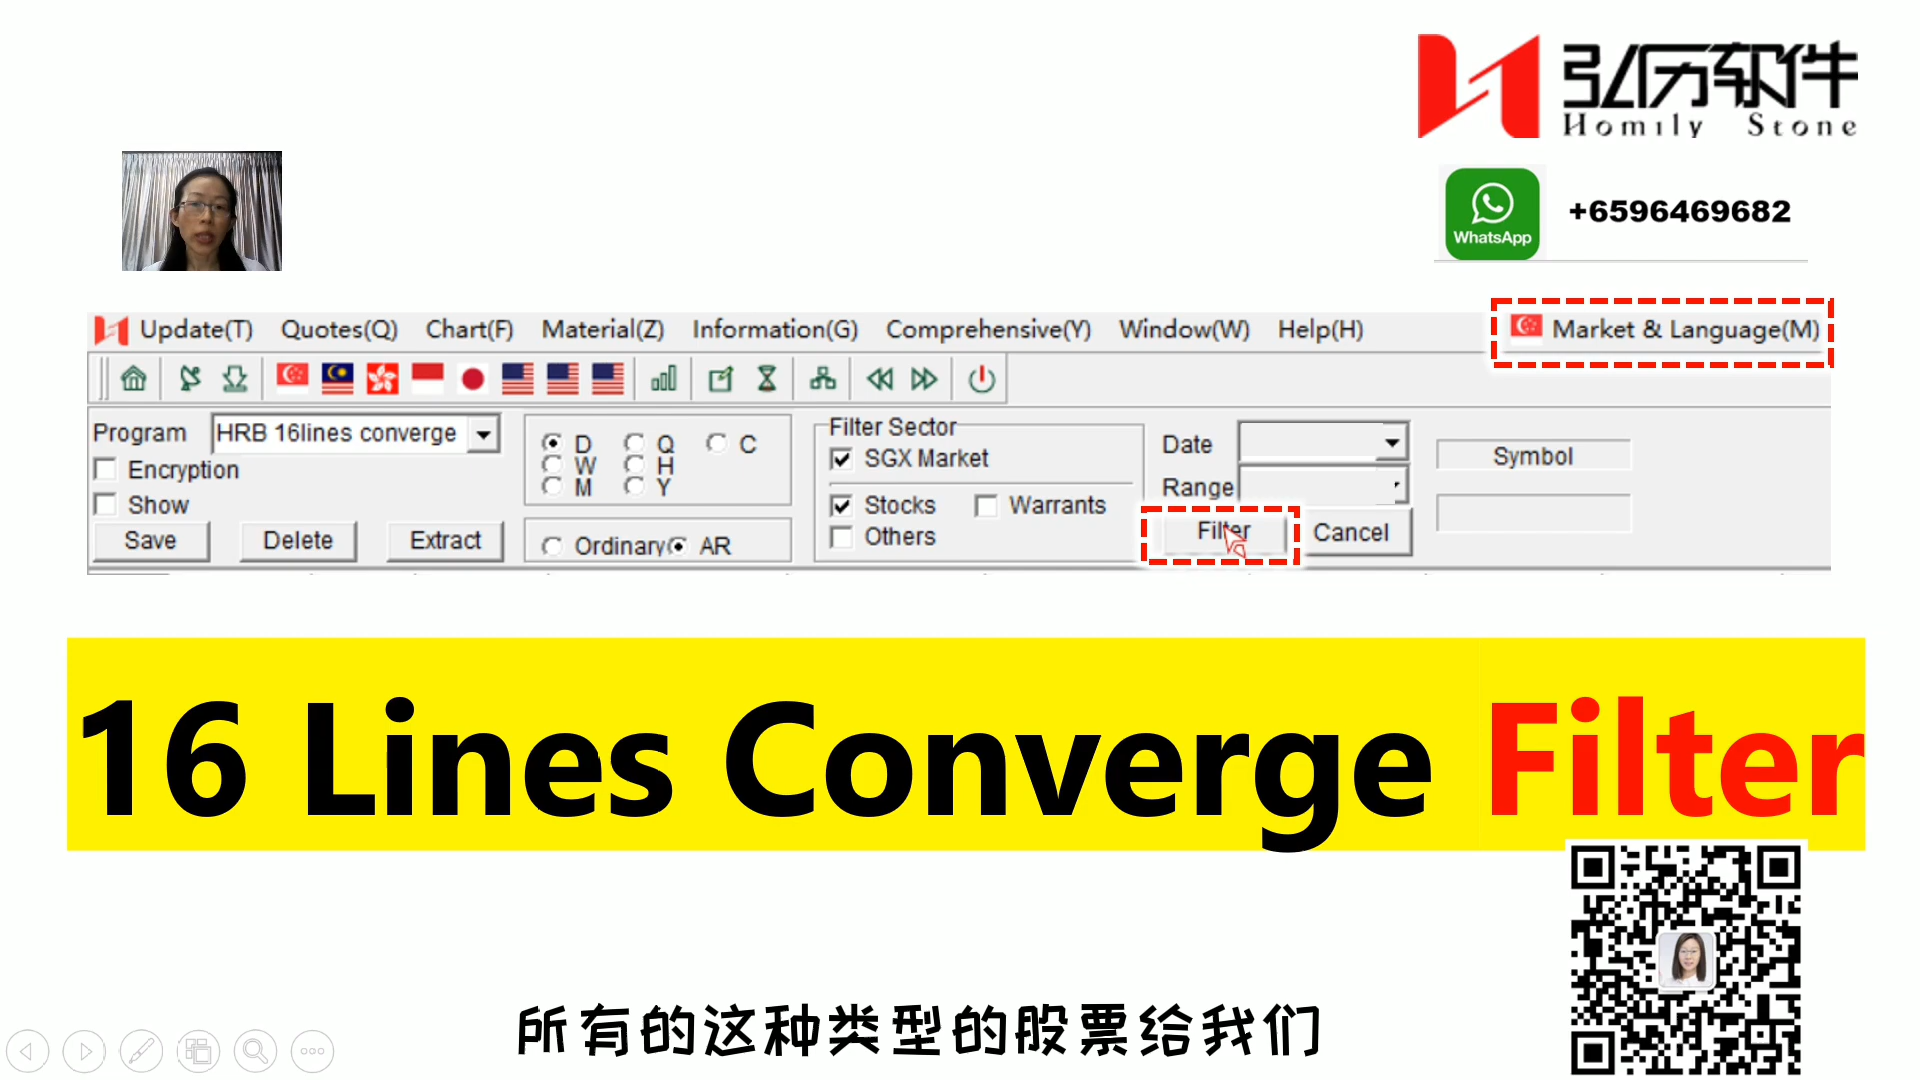 弘历软件
Homily Stone
WhatsApp
+6596469682
Update(T) Quotes(Q) Chart(F) Material(Z) Information(G) Comprehensive(Y) Window(W) Help(H) Market & Language(M)
Program HRB 16lines converge
Encryption
Show
Save Delete Extract
D Q C
W H
M Y
Ordinary AR
Filter Sector
SGX Market
Stocks Warrants
Others
Date
Range
Filter Cancel
Symbol
16 Lines Converge Filter
所有的这种类型的股票给我们